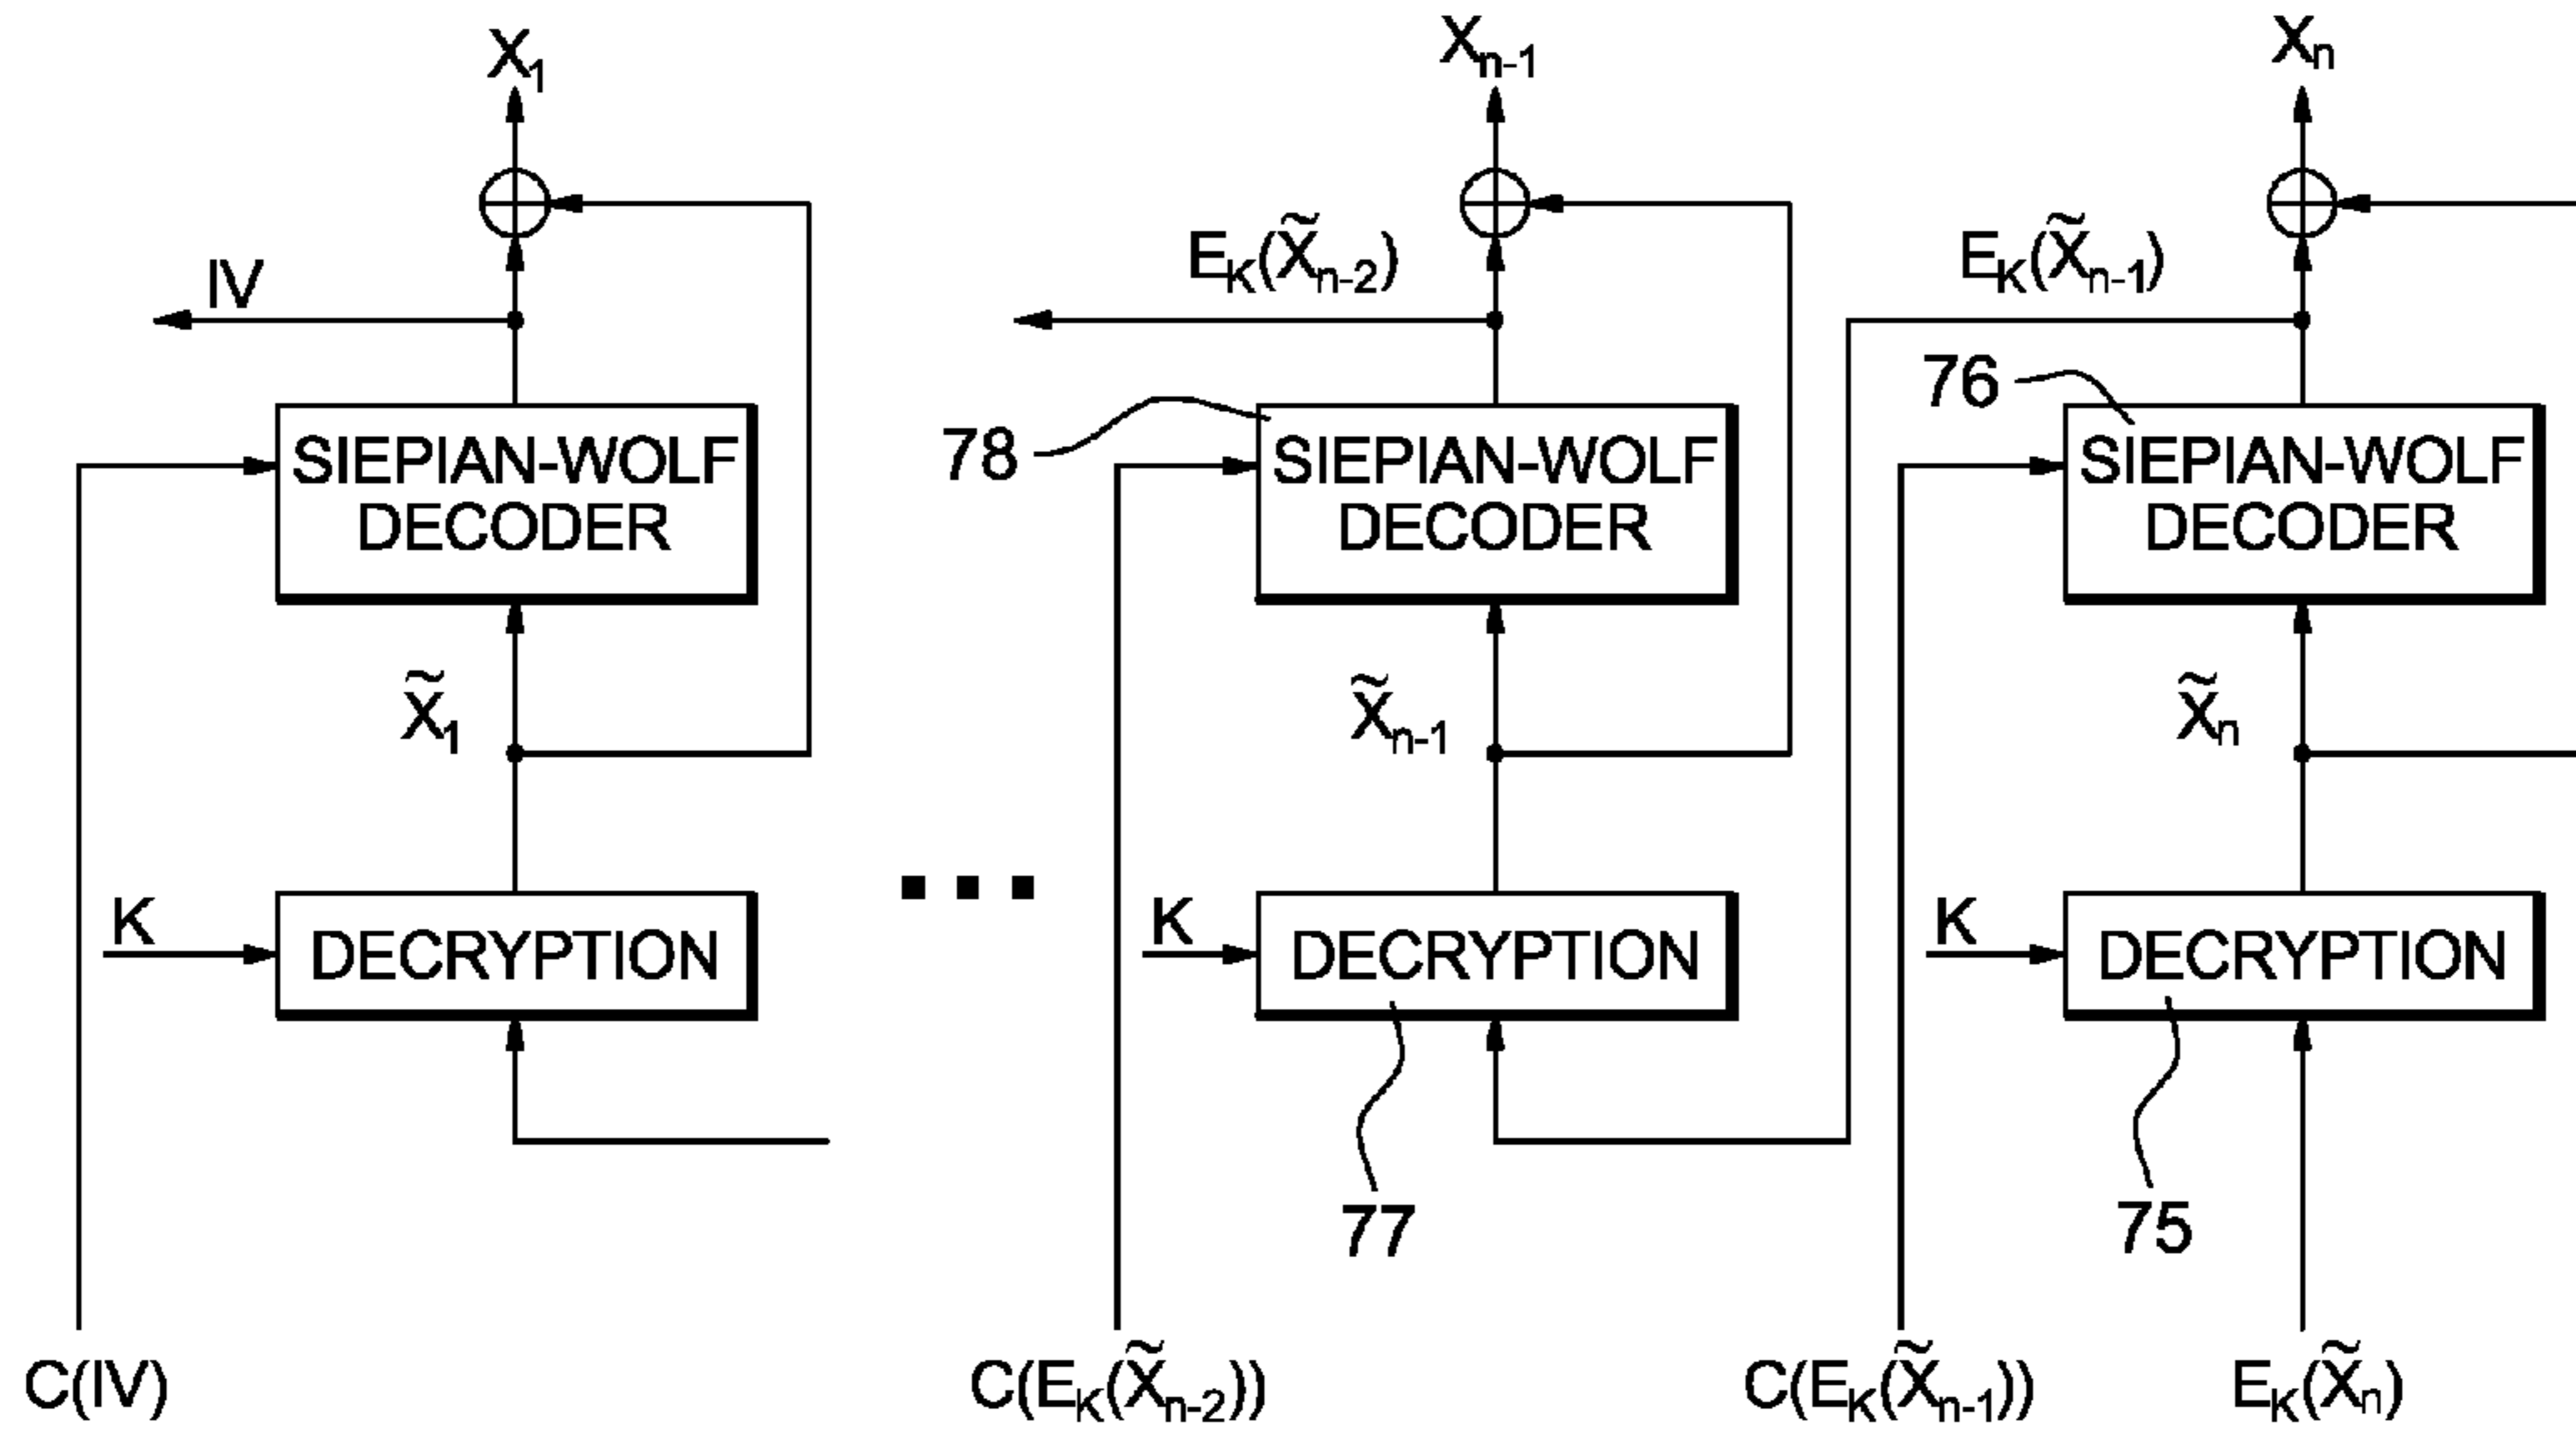 X1
Xn-1
Xn
IV
EK(X̃n-2)
EK(X̃n-1)
76
78
SIEPIAN-WOLF
DECODER
SIEPIAN-WOLF
DECODER
SIEPIAN-WOLF
DECODER
X̃1
X̃n-1
X̃n
K
DECRYPTION
...
K
DECRYPTION
K
DECRYPTION
77
75
C(IV)
C(EK(X̃n-2))
C(EK(X̃n-1))
EK(X̃n)